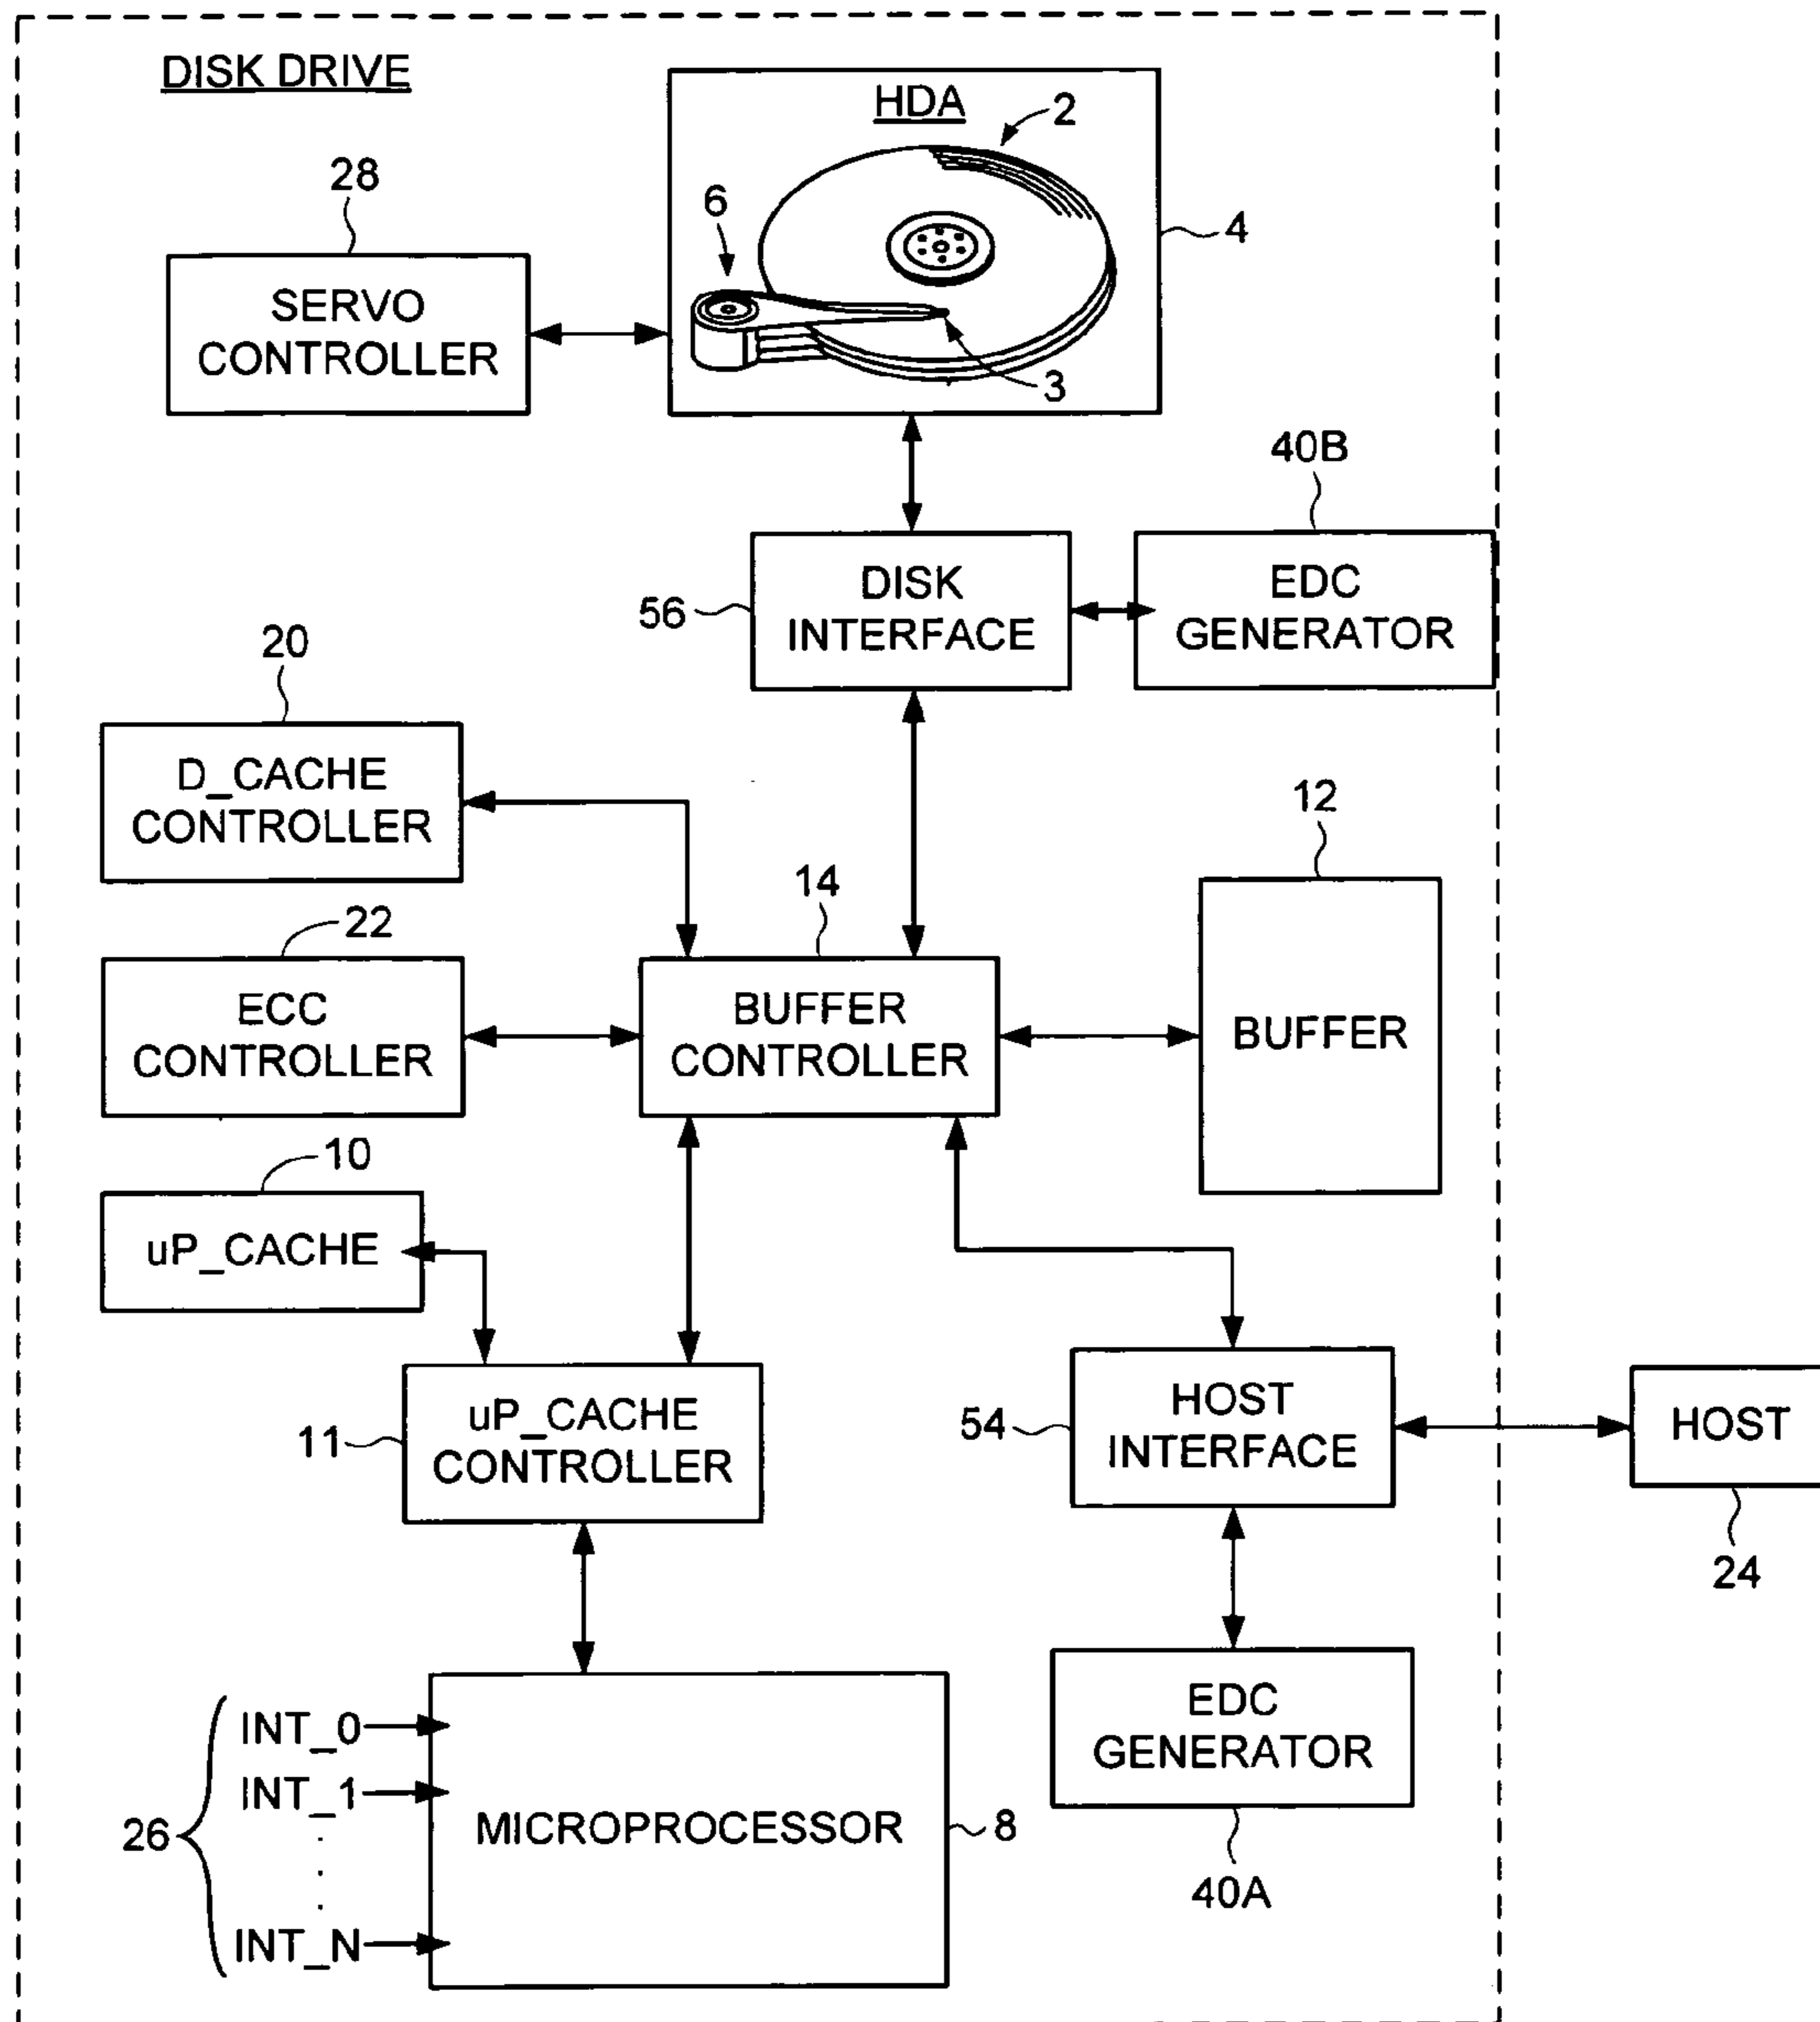 DISK DRIVE
HDA
2
28
6
4
SERVO
CONTROLLER
3
40B
DISK
INTERFACE
56
EDC
GENERATOR
20
D_CACHE
CONTROLLER
12
14
22
ECC
CONTROLLER
BUFFER
CONTROLLER
BUFFER
10
uP_CACHE
uP_CACHE
CONTROLLER
11
HOST
INTERFACE
54
HOST
24
EDC
GENERATOR
40A
INT_0
INT_1
INT_N
26
MICROPROCESSOR
8